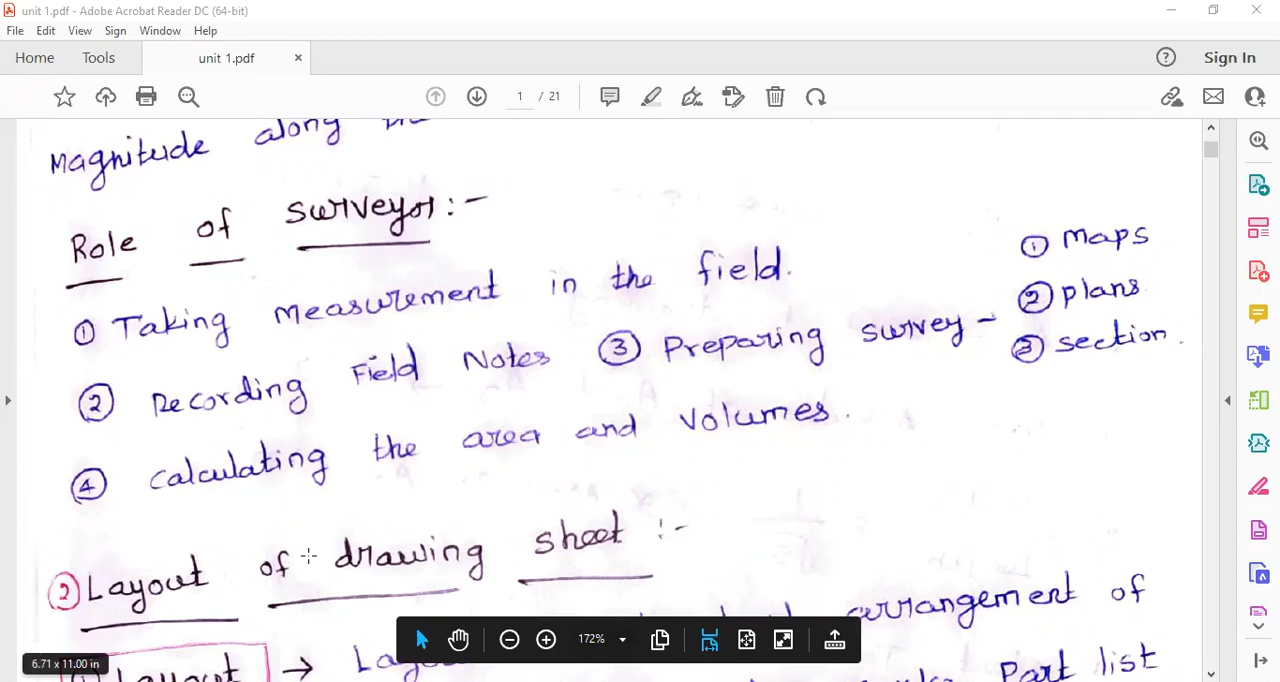 unit 1.pdf - Adobe Acrobat Reader DC (64-bit)
File Edit View Sign Window Help
Home Tools unit 1.pdf × Sign In
1 / 21
Magnitude along
Role of surveyor :-
① Taking measurement in the field.
② Recording Field Notes ③ Preparing survey -
① Maps
② plans
③ section.
④ calculating the area and volumes.
② Layout of drawing sheet :-
arrangement of
Layout → Part list
172%
6.71 x 11.00 in